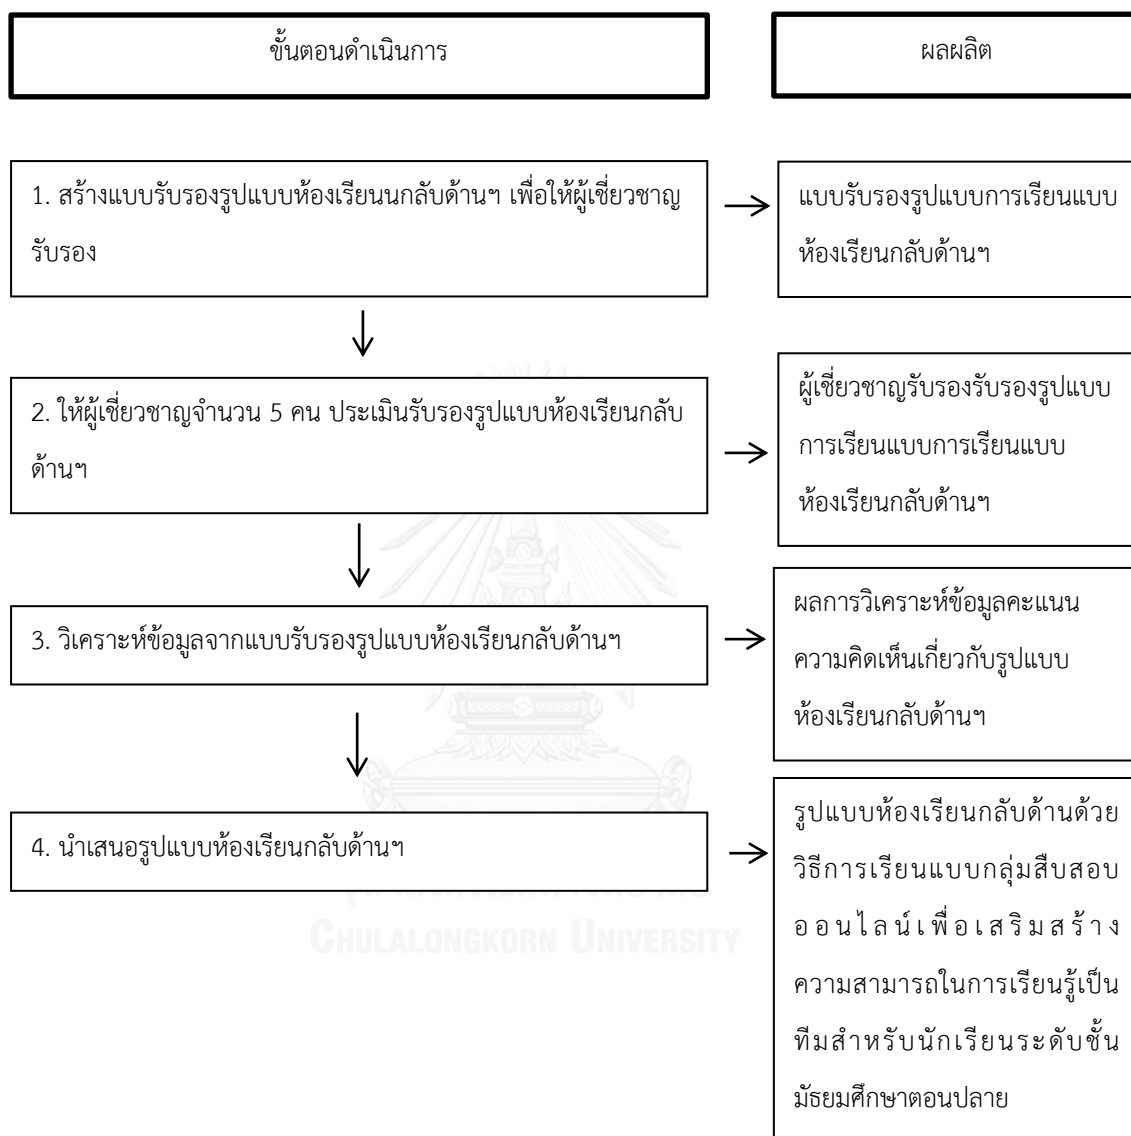 ขั้นตอนดำเนินการ
ผลผลิต
1. สร้างแบบรับรองรูปแบบห้องเรียนนกลับด้านฯ เพื่อให้ผู้เชี่ยวชาญ
รับรอง
แบบรับรองรูปแบบการเรียนแบบ
ห้องเรียนกลับด้านฯ
2. ให้ผู้เชี่ยวชาญจำนวน 5 คน ประเมินรับรองรูปแบบห้องเรียนกลับ
ด้านฯ
ผู้เชี่ยวชาญรับรองรับรองรูปแบบ
การเรียนแบบการเรียนแบบ
ห้องเรียนกลับด้านฯ
3. วิเคราะห์ข้อมูลจากแบบรับรองรูปแบบห้องเรียนกลับด้านฯ
ผลการวิเคราะห์ข้อมูลคะแนน
ความคิดเห็นเกี่ยวกับรูปแบบ
ห้องเรียนกลับด้านฯ
4. นำเสนอรูปแบบห้องเรียนกลับด้านฯ
รูปแบบห้องเรียนกลับด้านด้วย
วิธีการเรียนแบบกลุ่มสืบสอบ
ออนไลน์เพื่อเสริมสร้าง
ความสามารถในการเรียนรู้เป็น
ทีมสำหรับนักเรียนระดับชั้น
มัธยมศึกษาตอนปลาย
CHULALONGKORN UNIVERSITY